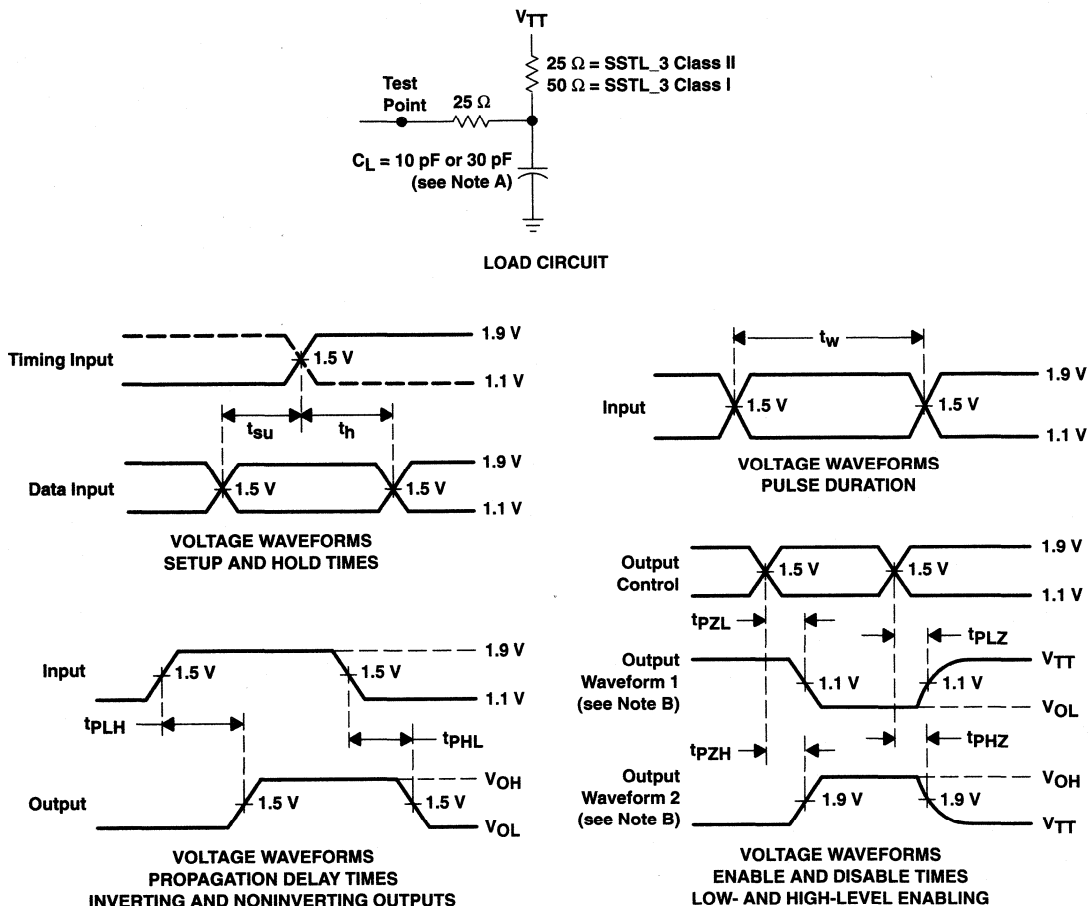 VTT
25 Ω = SSTL_3 Class II
50 Ω = SSTL_3 Class I
Test
Point
25 Ω
CL = 10 pF or 30 pF
(see Note A)
LOAD CIRCUIT
Timing Input
1.9 V
1.5 V
1.1 V
tsu
th
Data Input
1.9 V
1.5 V
1.5 V
1.1 V
VOLTAGE WAVEFORMS
SETUP AND HOLD TIMES
tw
Input
1.9 V
1.5 V
1.5 V
1.1 V
VOLTAGE WAVEFORMS
PULSE DURATION
Input
1.9 V
1.5 V
1.5 V
1.1 V
tPLH
tPHL
Output
VOH
1.5 V
1.5 V
VOL
VOLTAGE WAVEFORMS
PROPAGATION DELAY TIMES
INVERTING AND NONINVERTING OUTPUTS
Output
Control
1.9 V
1.5 V
1.5 V
1.1 V
tPZL
tPLZ
Output
Waveform 1
(see Note B)
VTT
1.1 V
1.1 V
VOL
tPZH
tPHZ
Output
Waveform 2
(see Note B)
VOH
1.9 V
1.9 V
VTT
VOLTAGE WAVEFORMS
ENABLE AND DISABLE TIMES
LOW- AND HIGH-LEVEL ENABLING